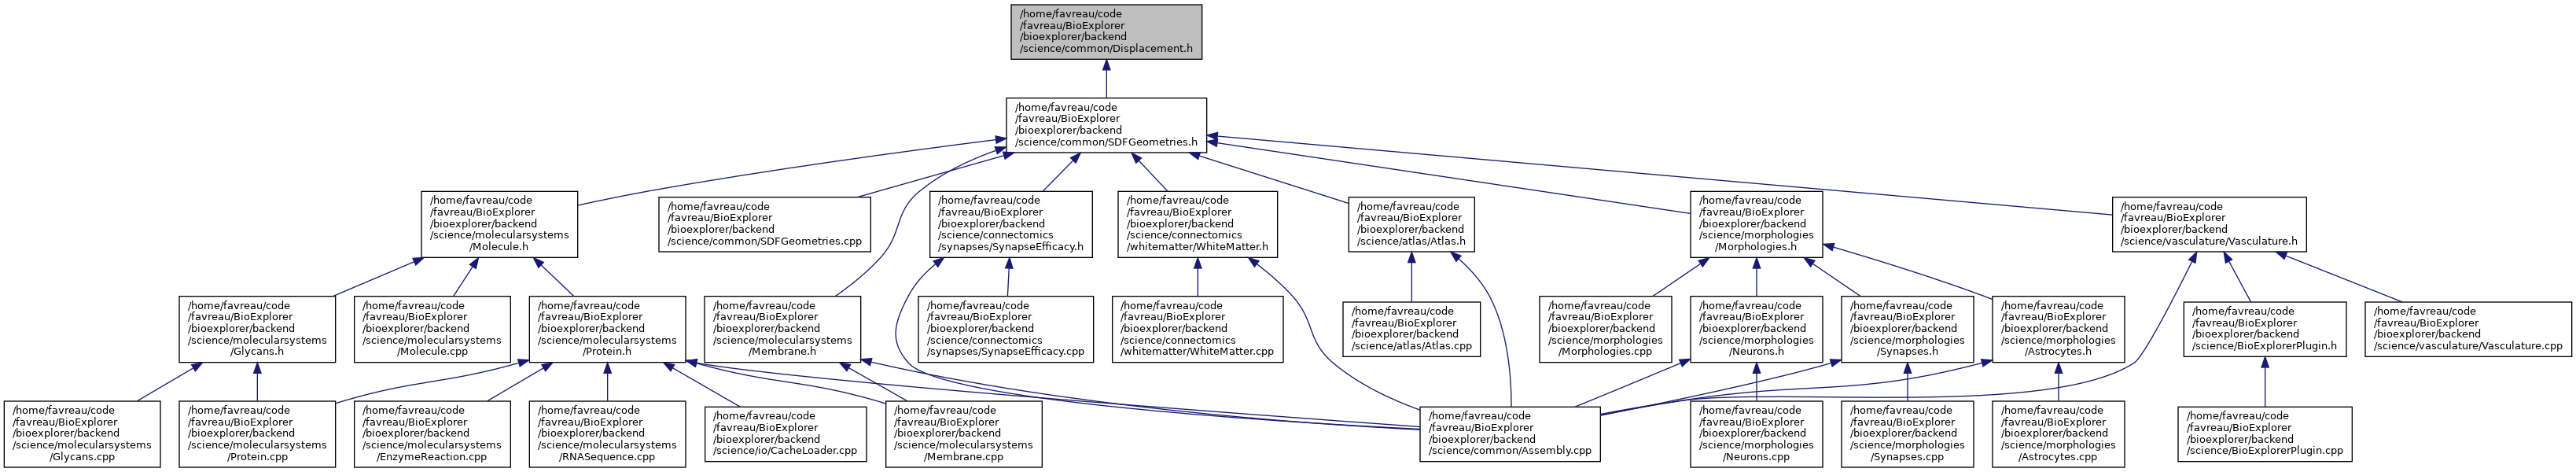 /home/favreau/code
/favreau/BioExplorer
/bioexplorer/backend
/science/common/Displacement.h
/home/favreau/code
/favreau/BioExplorer
/bioexplorer/backend
/science/common/SDFGeometries.h
/home/favreau/code
/favreau/BioExplorer
/bioexplorer/backend
/science/molecularsystems
/Molecule.h
/home/favreau/code
/favreau/BioExplorer
/bioexplorer/backend
/science/common/SDFGeometries.cpp
/home/favreau/code
/favreau/BioExplorer
/bioexplorer/backend
/science/connectomics
/synapses/SynapseEfficacy.h
/home/favreau/code
/favreau/BioExplorer
/bioexplorer/backend
/science/connectomics
/whitematter/WhiteMatter.h
/home/favreau/code
/favreau/BioExplorer
/bioexplorer/backend
/science/atlas/Atlas.h
/home/favreau/code
/favreau/BioExplorer
/bioexplorer/backend
/science/morphologies
/Morphologies.h
/home/favreau/code
/favreau/BioExplorer
/bioexplorer/backend
/science/vasculature/Vasculature.h
/home/favreau/code
/favreau/BioExplorer
/bioexplorer/backend
/science/molecularsystems
/Glycans.h
/home/favreau/code
/favreau/BioExplorer
/bioexplorer/backend
/science/molecularsystems
/Molecule.cpp
/home/favreau/code
/favreau/BioExplorer
/bioexplorer/backend
/science/molecularsystems
/Protein.h
/home/favreau/code
/favreau/BioExplorer
/bioexplorer/backend
/science/molecularsystems
/Membrane.h
/home/favreau/code
/favreau/BioExplorer
/bioexplorer/backend
/science/connectomics
/synapses/SynapseEfficacy.cpp
/home/favreau/code
/favreau/BioExplorer
/bioexplorer/backend
/science/connectomics
/whitematter/WhiteMatter.cpp
/home/favreau/code
/favreau/BioExplorer
/bioexplorer/backend
/science/atlas/Atlas.cpp
/home/favreau/code
/favreau/BioExplorer
/bioexplorer/backend
/science/morphologies
/Morphologies.cpp
/home/favreau/code
/favreau/BioExplorer
/bioexplorer/backend
/science/morphologies
/Neurons.h
/home/favreau/code
/favreau/BioExplorer
/bioexplorer/backend
/science/morphologies
/Synapses.h
/home/favreau/code
/favreau/BioExplorer
/bioexplorer/backend
/science/morphologies
/Astrocytes.h
/home/favreau/code
/favreau/BioExplorer
/bioexplorer/backend
/science/BioExplorerPlugin.h
/home/favreau/code
/favreau/BioExplorer
/bioexplorer/backend
/science/vasculature/Vasculature.cpp
/home/favreau/code
/favreau/BioExplorer
/bioexplorer/backend
/science/molecularsystems
/Glycans.cpp
/home/favreau/code
/favreau/BioExplorer
/bioexplorer/backend
/science/molecularsystems
/Protein.cpp
/home/favreau/code
/favreau/BioExplorer
/bioexplorer/backend
/science/molecularsystems
/EnzymeReaction.cpp
/home/favreau/code
/favreau/BioExplorer
/bioexplorer/backend
/science/molecularsystems
/RNASequence.cpp
/home/favreau/code
/favreau/BioExplorer
/bioexplorer/backend
/science/io/CacheLoader.cpp
/home/favreau/code
/favreau/BioExplorer
/bioexplorer/backend
/science/molecularsystems
/Membrane.cpp
/home/favreau/code
/favreau/BioExplorer
/bioexplorer/backend
/science/common/Assembly.cpp
/home/favreau/code
/favreau/BioExplorer
/bioexplorer/backend
/science/morphologies
/Neurons.cpp
/home/favreau/code
/favreau/BioExplorer
/bioexplorer/backend
/science/morphologies
/Synapses.cpp
/home/favreau/code
/favreau/BioExplorer
/bioexplorer/backend
/science/morphologies
/Astrocytes.cpp
/home/favreau/code
/favreau/BioExplorer
/bioexplorer/backend
/science/BioExplorerPlugin.cpp